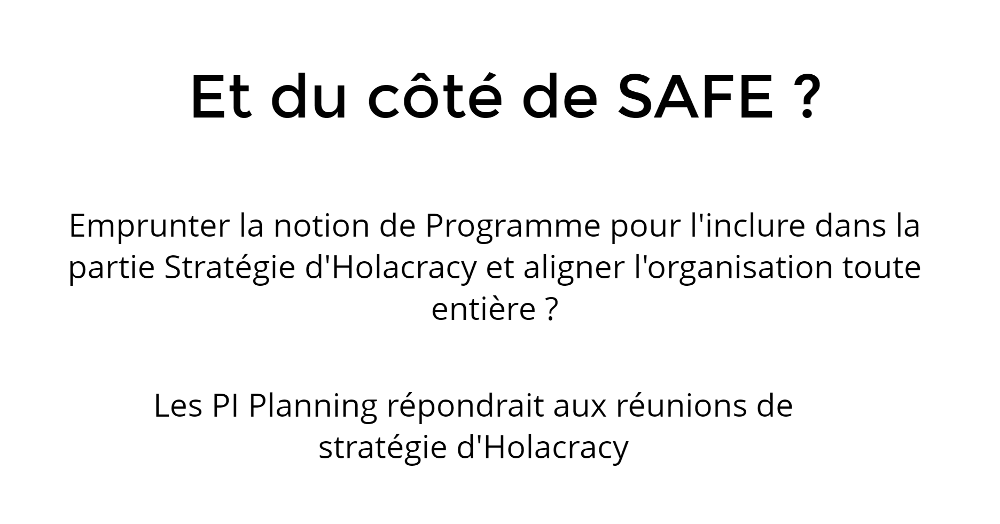 Et du côté de SAFE ?
Emprunter la notion de Programme pour l'inclure dans la
partie Stratégie d'Holacracy et aligner l'organisation toute
entière ?
Les PI Planning répondrait aux réunions de
stratégie d'Holacracy